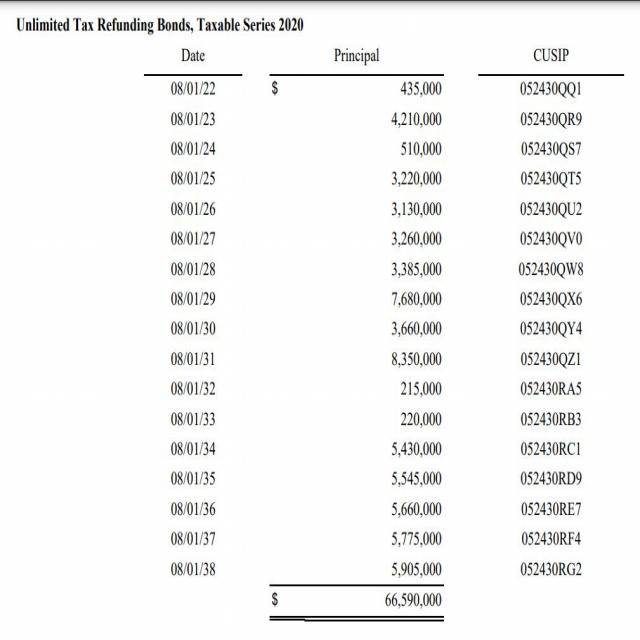 Unlimited Tax Refunding Bonds, Taxable Series 2020
Date Principal CUSIP
08/01/22 $ 435,000 052430QQ1
08/01/23 4,210,000 052430QR9
08/01/24 510,000 052430QS7
08/01/25 3,220,000 052430QT5
08/01/26 3,130,000 052430QU2
08/01/27 3,260,000 052430QV0
08/01/28 3,385,000 052430QW8
08/01/29 7,680,000 052430QX6
08/01/30 3,660,000 052430QY4
08/01/31 8,350,000 052430QZ1
08/01/32 215,000 052430RA5
08/01/33 220,000 052430RB3
08/01/34 5,430,000 052430RC1
08/01/35 5,545,000 052430RD9
08/01/36 5,660,000 052430RE7
08/01/37 5,775,000 052430RF4
08/01/38 5,905,000 052430RG2
$ 66,590,000